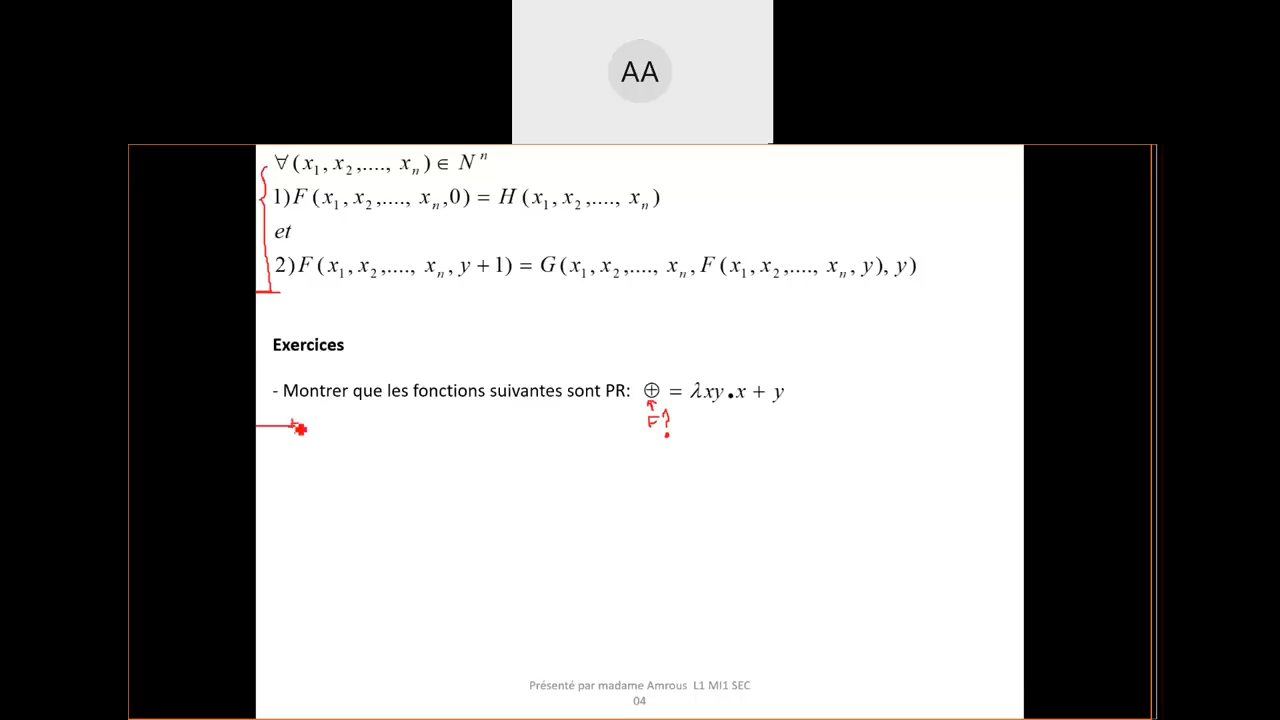 AA
∀(x₁, x₂,...., xₙ) ∈ Nⁿ
1)F(x₁, x₂,...., xₙ,0) = H(x₁, x₂,...., xₙ)
et
2)F(x₁, x₂,...., xₙ, y + 1) = G(x₁, x₂,...., xₙ, F(x₁, x₂,...., xₙ, y), y)
Exercices
- Montrer que les fonctions suivantes sont PR: ⊕ = λxy•x + y
F?
Présenté par madame Amrous L1 MI1 SEC
04